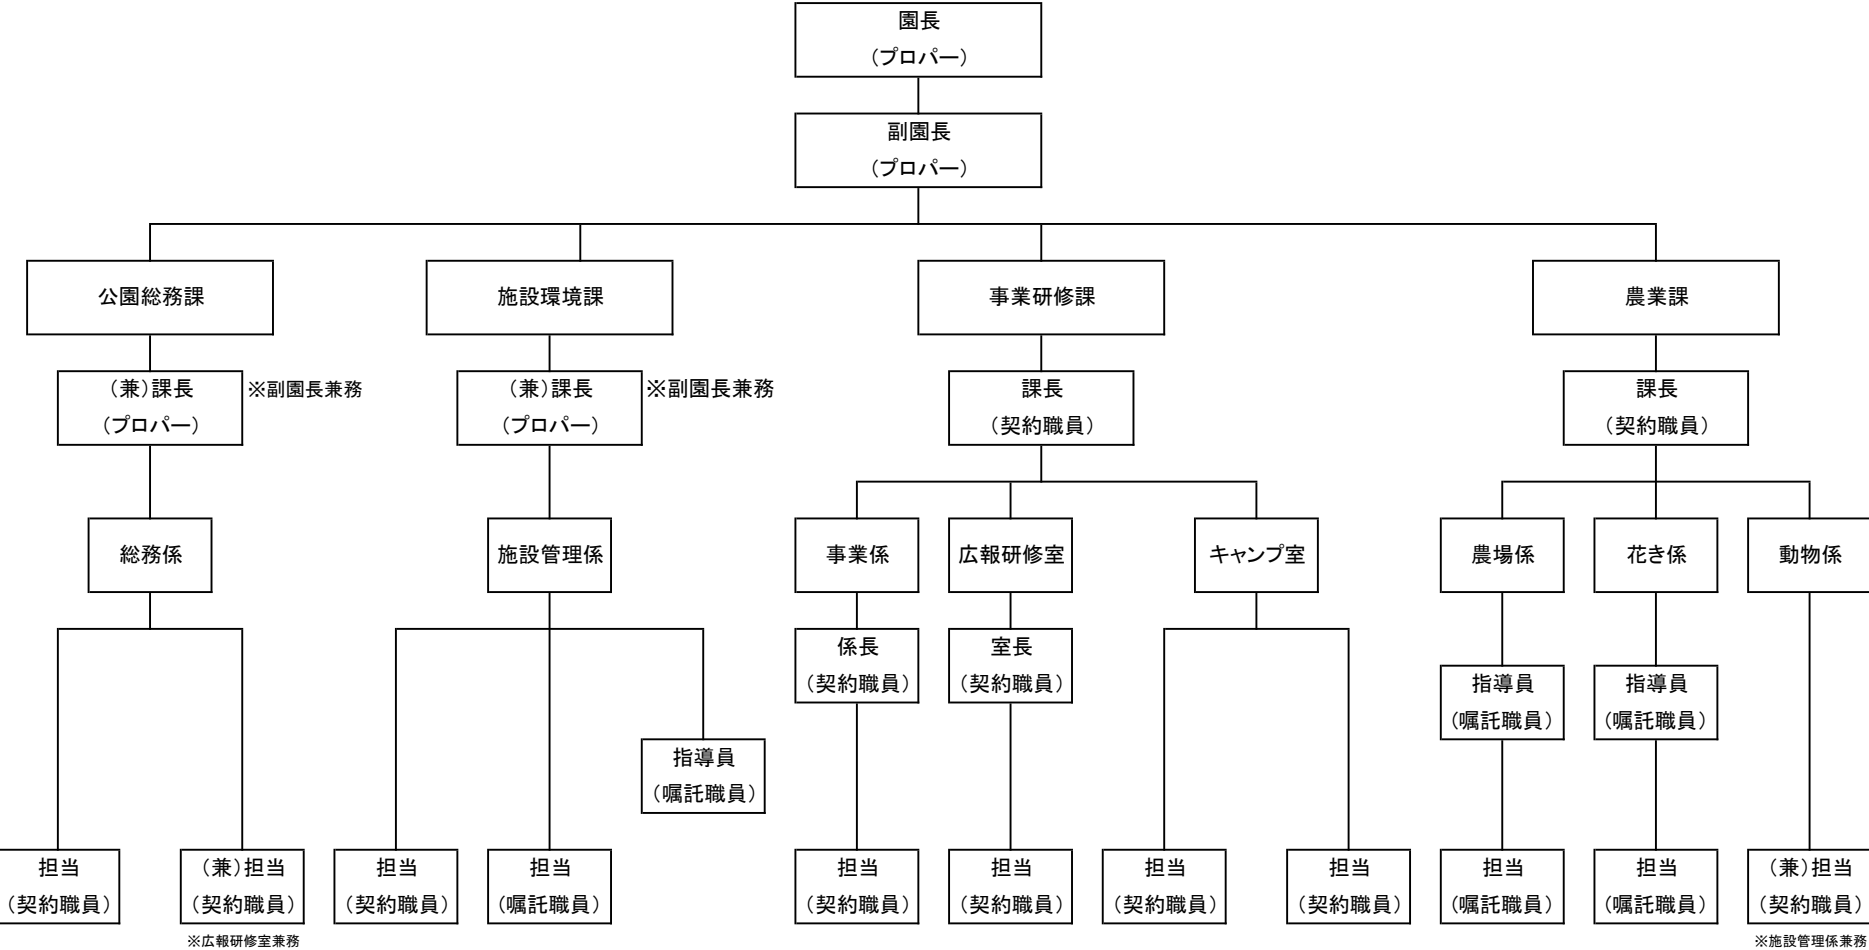 園長
(プロパー)
副園長
(プロパー)
公園総務課
施設環境課
事業研修課
農業課
(兼)課長
(プロパー)
※副園長兼務
(兼)課長
(プロパー)
※副園長兼務
課長
(契約職員)
課長
(契約職員)
総務係
施設管理係
事業係
広報研修室
キャンプ室
農場係
花き係
動物係
係長
(契約職員)
室長
(契約職員)
指導員
(嘱託職員)
指導員
(嘱託職員)
指導員
(嘱託職員)
担当
(契約職員)
(兼)担当
(契約職員)
※広報研修室兼務
担当
(契約職員)
担当
(嘱託職員)
担当
(契約職員)
担当
(契約職員)
担当
(契約職員)
担当
(契約職員)
担当
(嘱託職員)
担当
(嘱託職員)
(兼)担当
(契約職員)
※施設管理係兼務